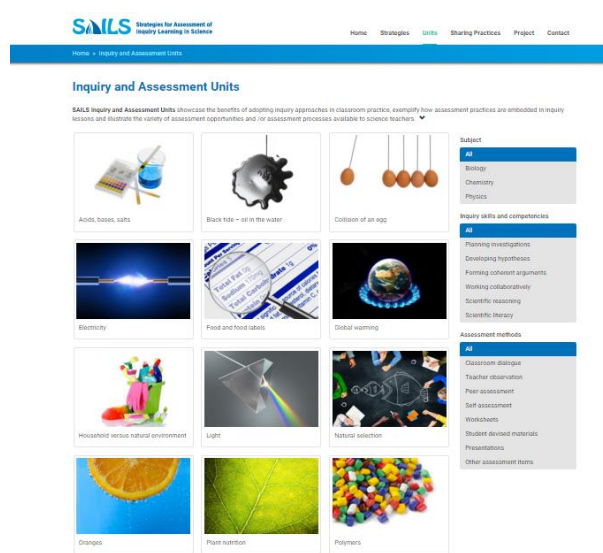 SAILS
Strategies for Assessment of
Inquiry Learning in Science
Home Strategies Units Sharing Practices Project Contact
Home » Inquiry and Assessment Units
Inquiry and Assessment Units
SAILS Inquiry and Assessment Units showcase the benefits of adopting inquiry approaches in classroom practice, exemplify how assessment practices are embedded in inquiry
lessons and illustrate the variety of assessment opportunities and /or assessment processes available to science teachers.
Subject
All
Biology
Chemistry
Physics
Acids, bases, salts
Black tide – oil in the water
Collision of an egg
Inquiry skills and competencies
All
Planning investigations
Developing hypotheses
Forming coherent arguments
Working collaboratively
Scientific reasoning
Scientific literacy
Total Fat 0g
Sodium
Total Carb
Electricity
Food and food labels
Global warming
Assessment methods
All
Classroom dialogue
Teacher observation
Peer-assessment
Self-assessment
Worksheets
Student devised materials
Presentations
Other assessment items
Household versus natural environment
Light
Natural selection
Oranges
Plant nutrition
Polymers